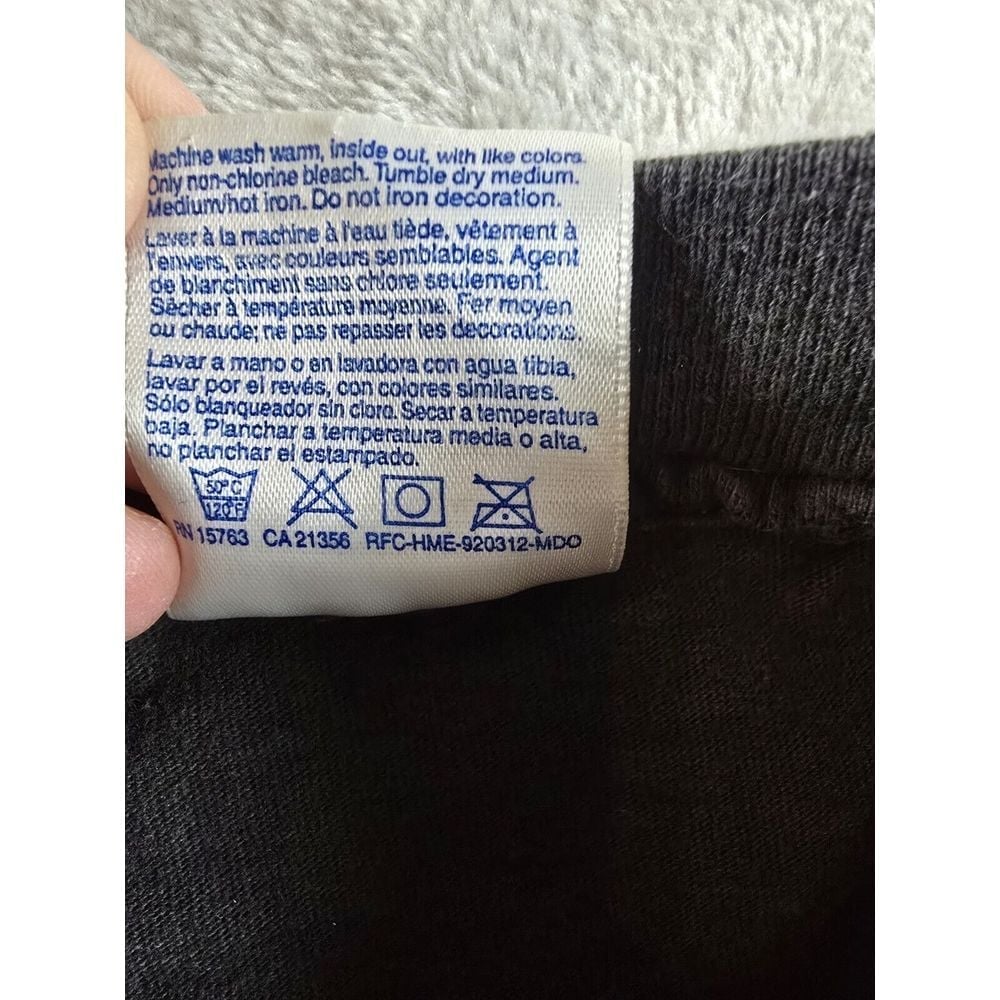 Machine wash warm, inside out, with like colors.
Only non-chlorine bleach. Tumble dry medium.
Medium/hot iron. Do not iron decoration.
Laver à la machine à l'eau tiède, vêtement à
l'envers, avec couleurs semblables. Agent
de blanchiment sans chlore seulement.
Sécher à température moyenne. Fer moyen
ou chaude; ne pas repasser les decorations.
Lavar a mano o en lavadora con agua tibia,
lavar por el revés, con colores similares.
Sólo blanqueador sin cloro. Secar a temperatura
baja. Planchar a temperatura media o alta,
no planchar el estampado.
50° C
120°F
RN 15763 CA 21356 RFC-HME-920312-MDO